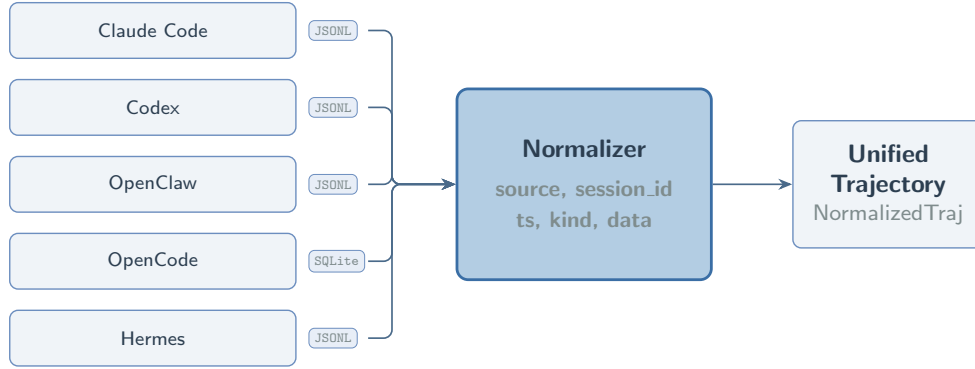 Claude Code
JSONL
Codex
JSONL
OpenClaw
JSONL
OpenCode
SQLite
Hermes
JSONL
Normalizer
source, session_id
ts, kind, data
Unified
Trajectory
NormalizedTraj